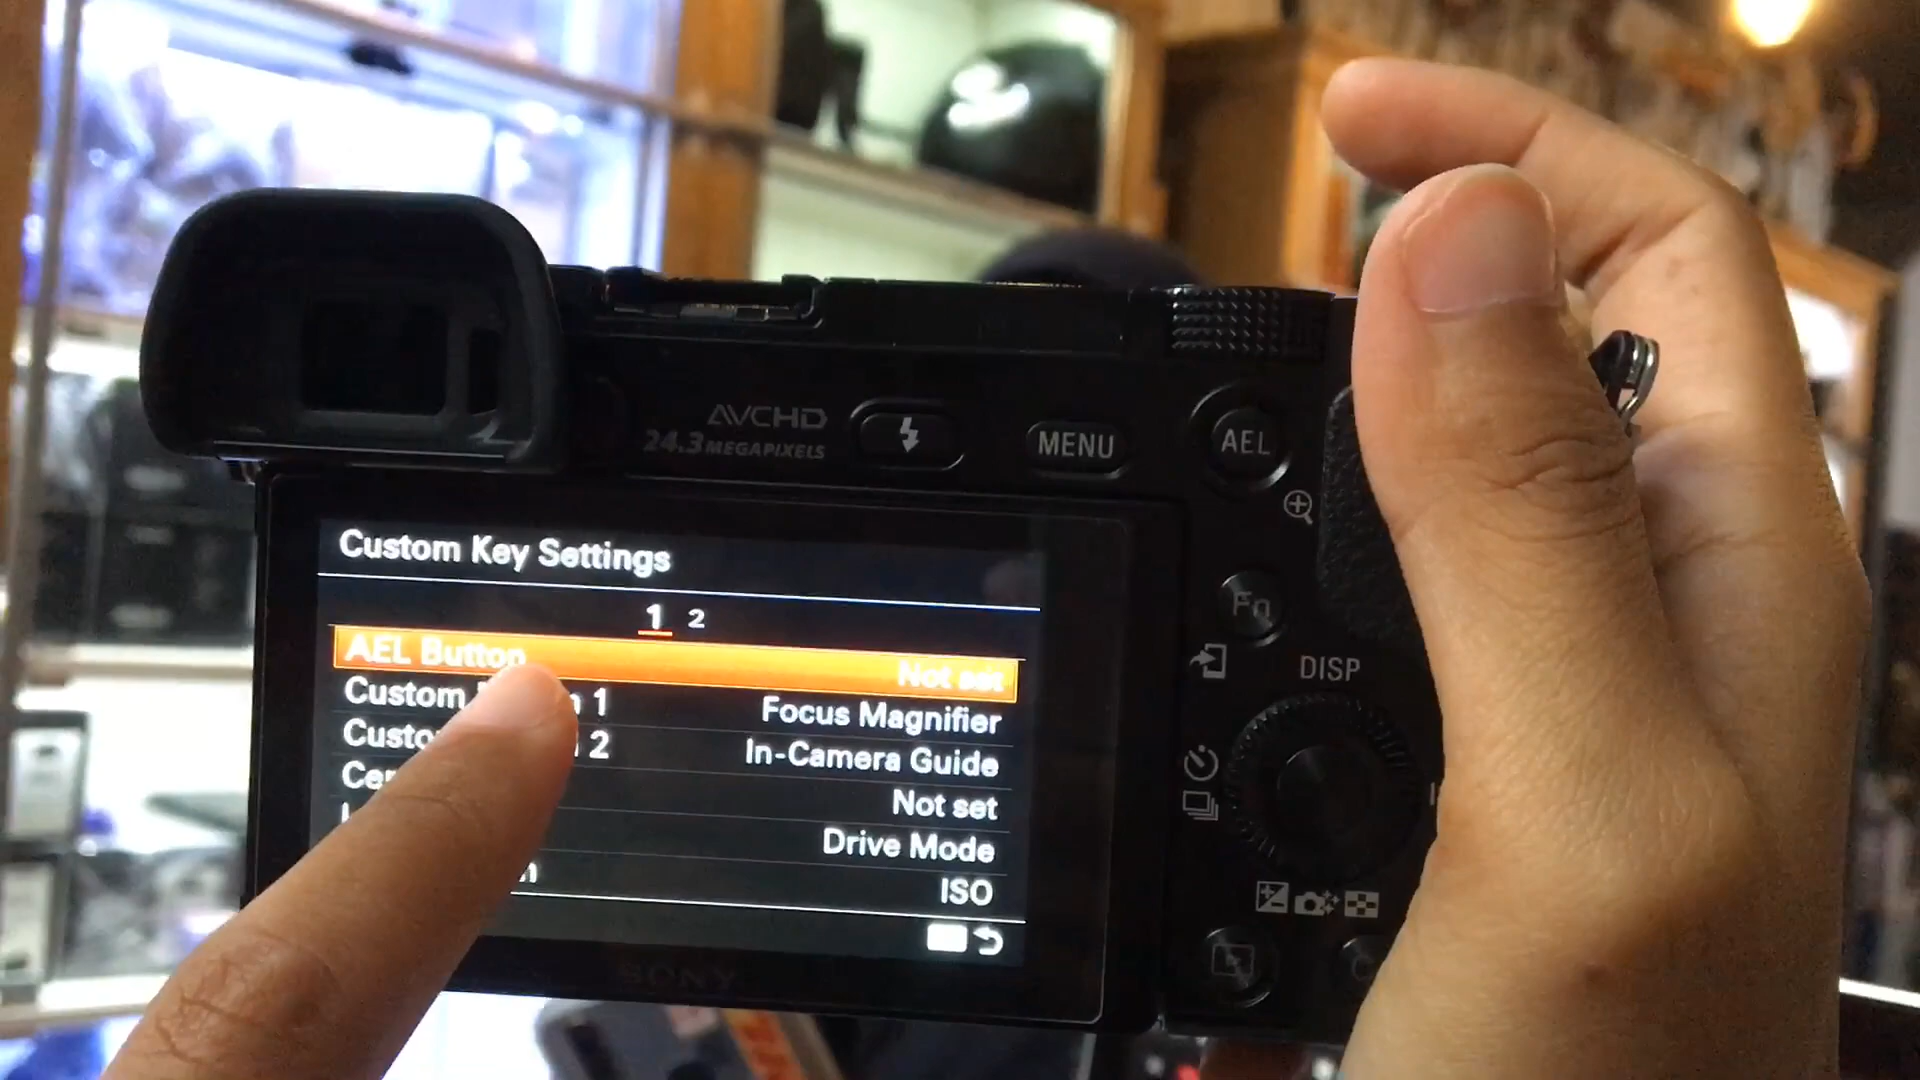 AVCHD
24.3 MEGAPIXELS
MENU
AEL
Custom Key Settings
1 2
AEL Button Not set
Custom 1 Focus Magnifier
2 In-Camera Guide
Not set
Drive Mode
ISO
Fn
DISP
SONY